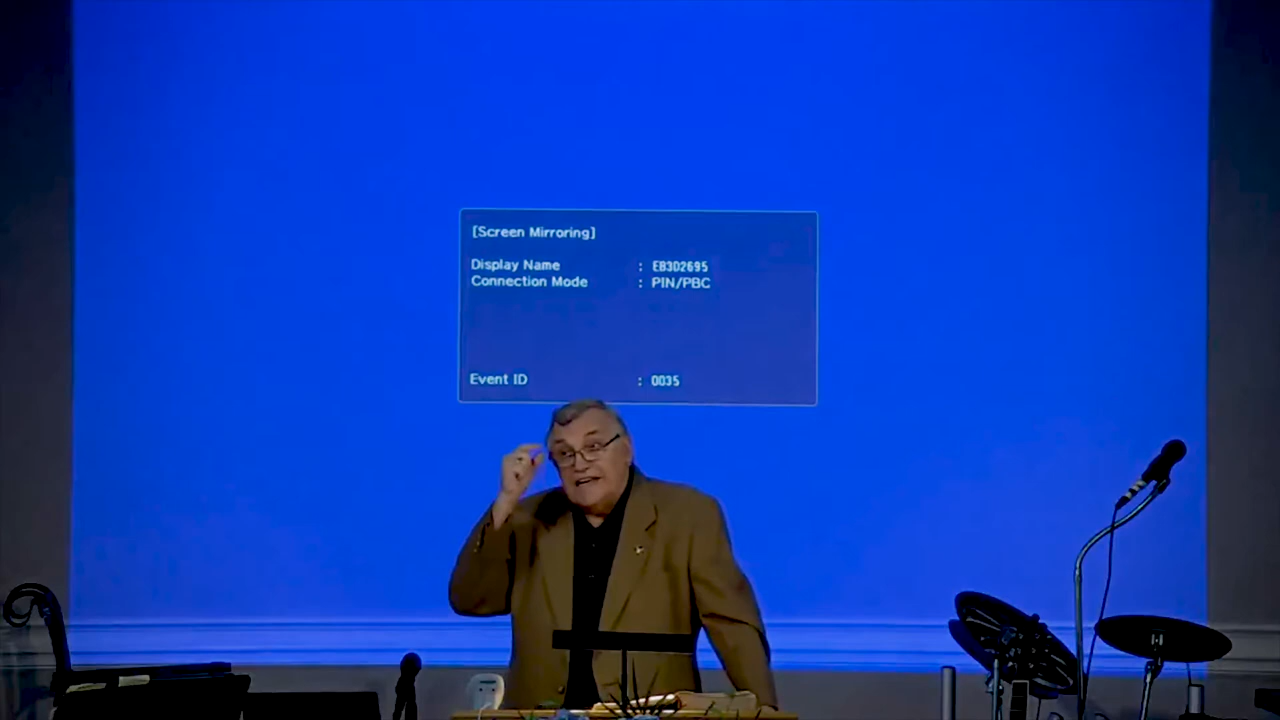 [Screen Mirroring]
Display Name : EB3D2695
Connection Mode : PIN/PBC
Event ID : 0035